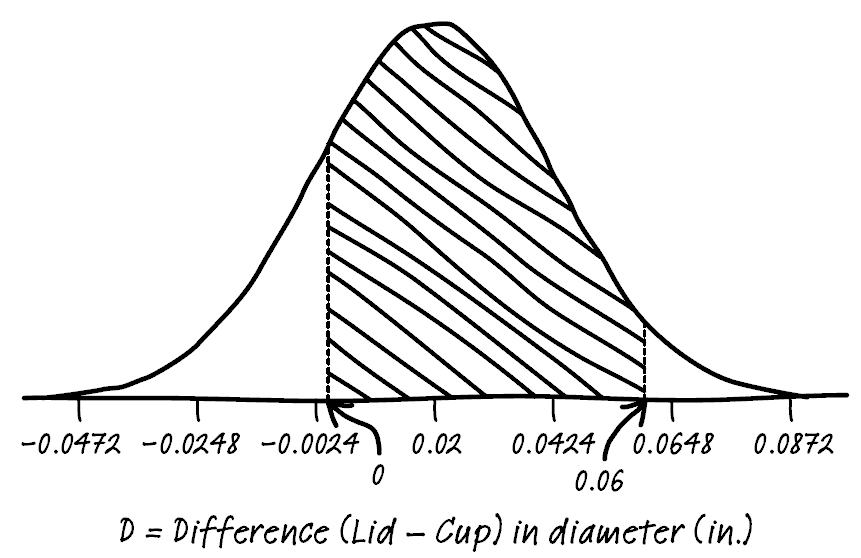 -0.0472 -0.0248 -0.0024 0.02 0.0424 0.0648 0.0872
0
0.06
D = Difference (Lid – Cup) in diameter (in.)